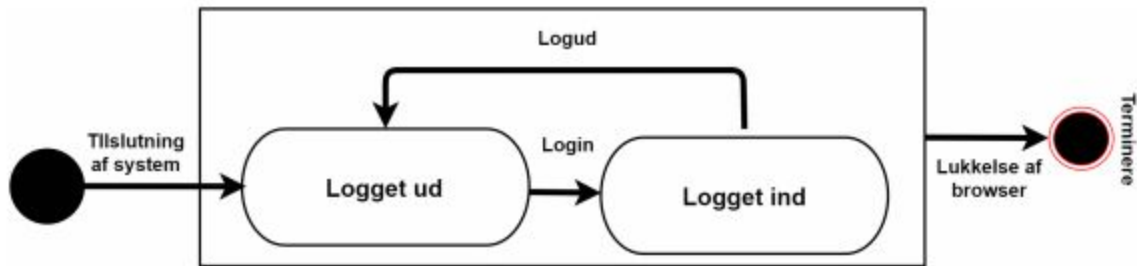 Logud
TIlslutning
af system
Login
Logget ud
Logget ind
Lukkelse af
browser
Terminere